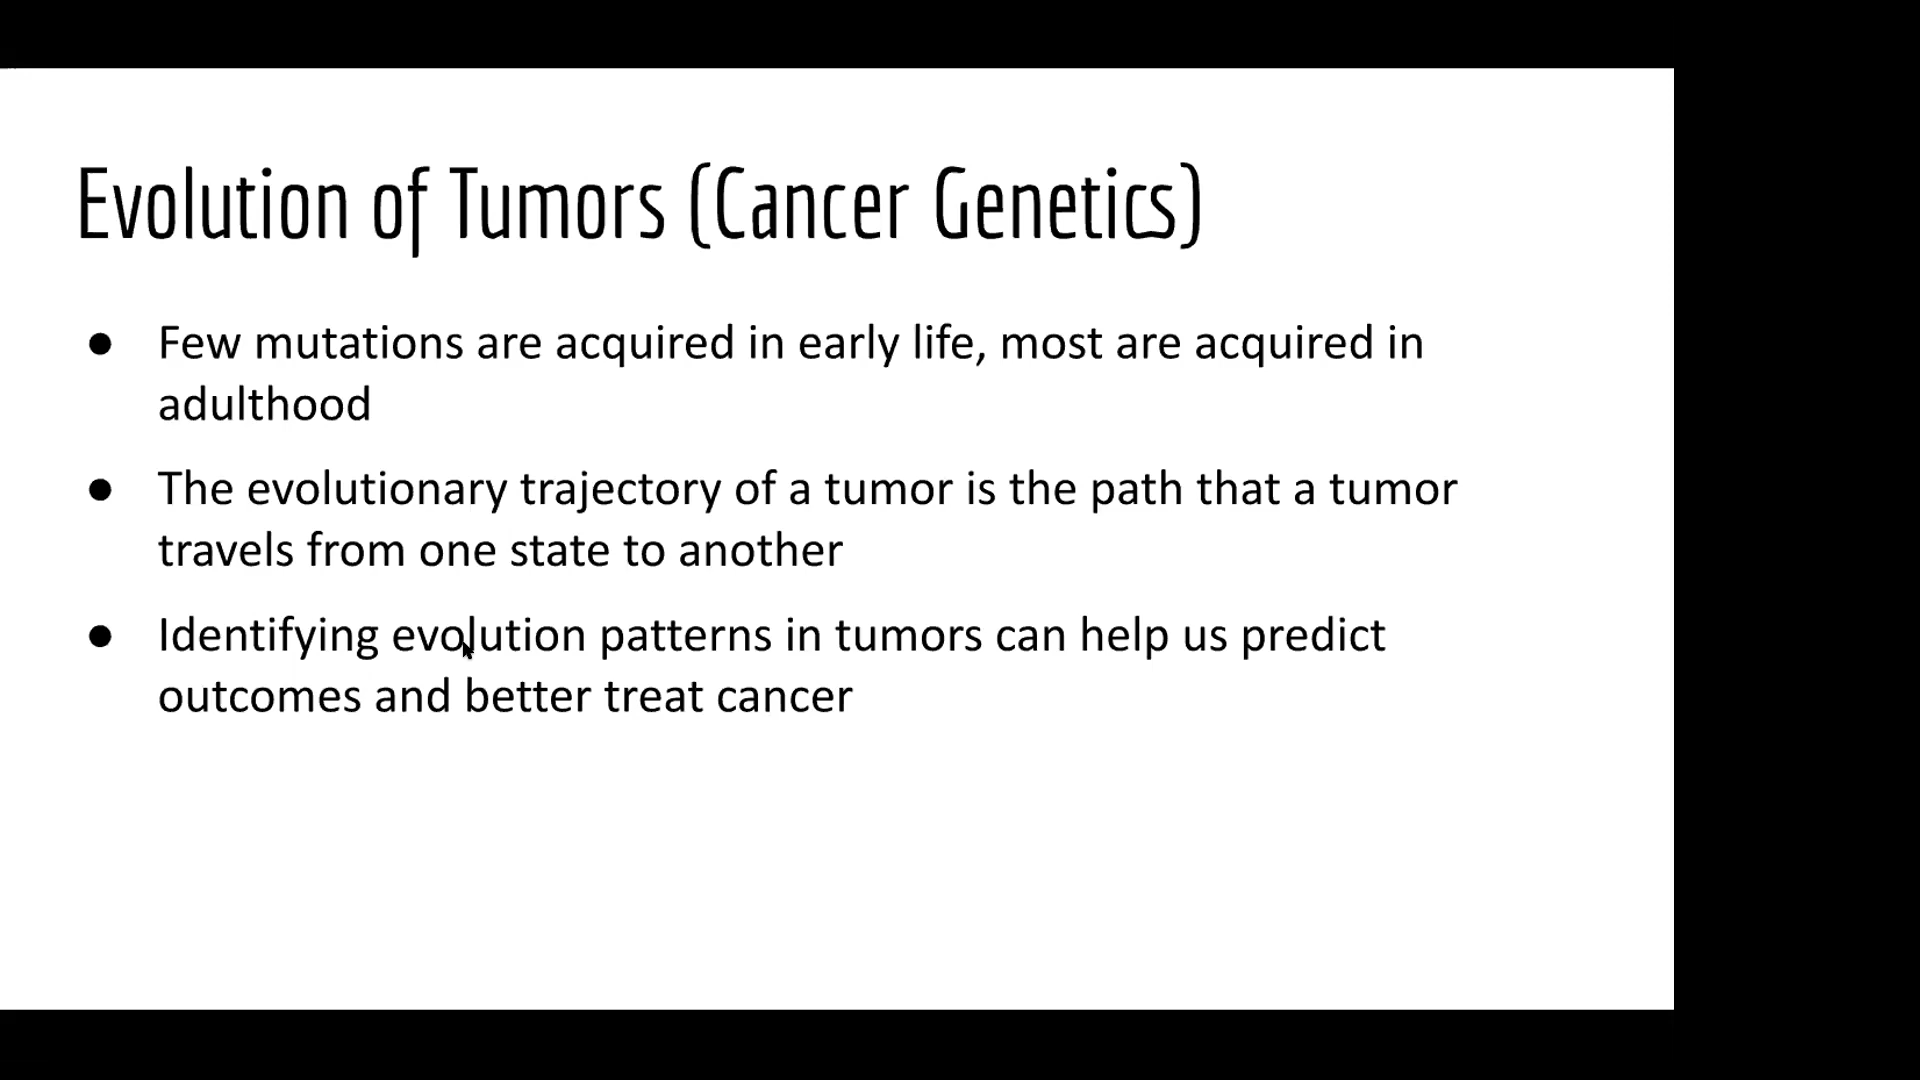 Evolution of Tumors (Cancer Genetics)
● Few mutations are acquired in early life, most are acquired in
adulthood
● The evolutionary trajectory of a tumor is the path that a tumor
travels from one state to another
● Identifying evolution patterns in tumors can help us predict
outcomes and better treat cancer